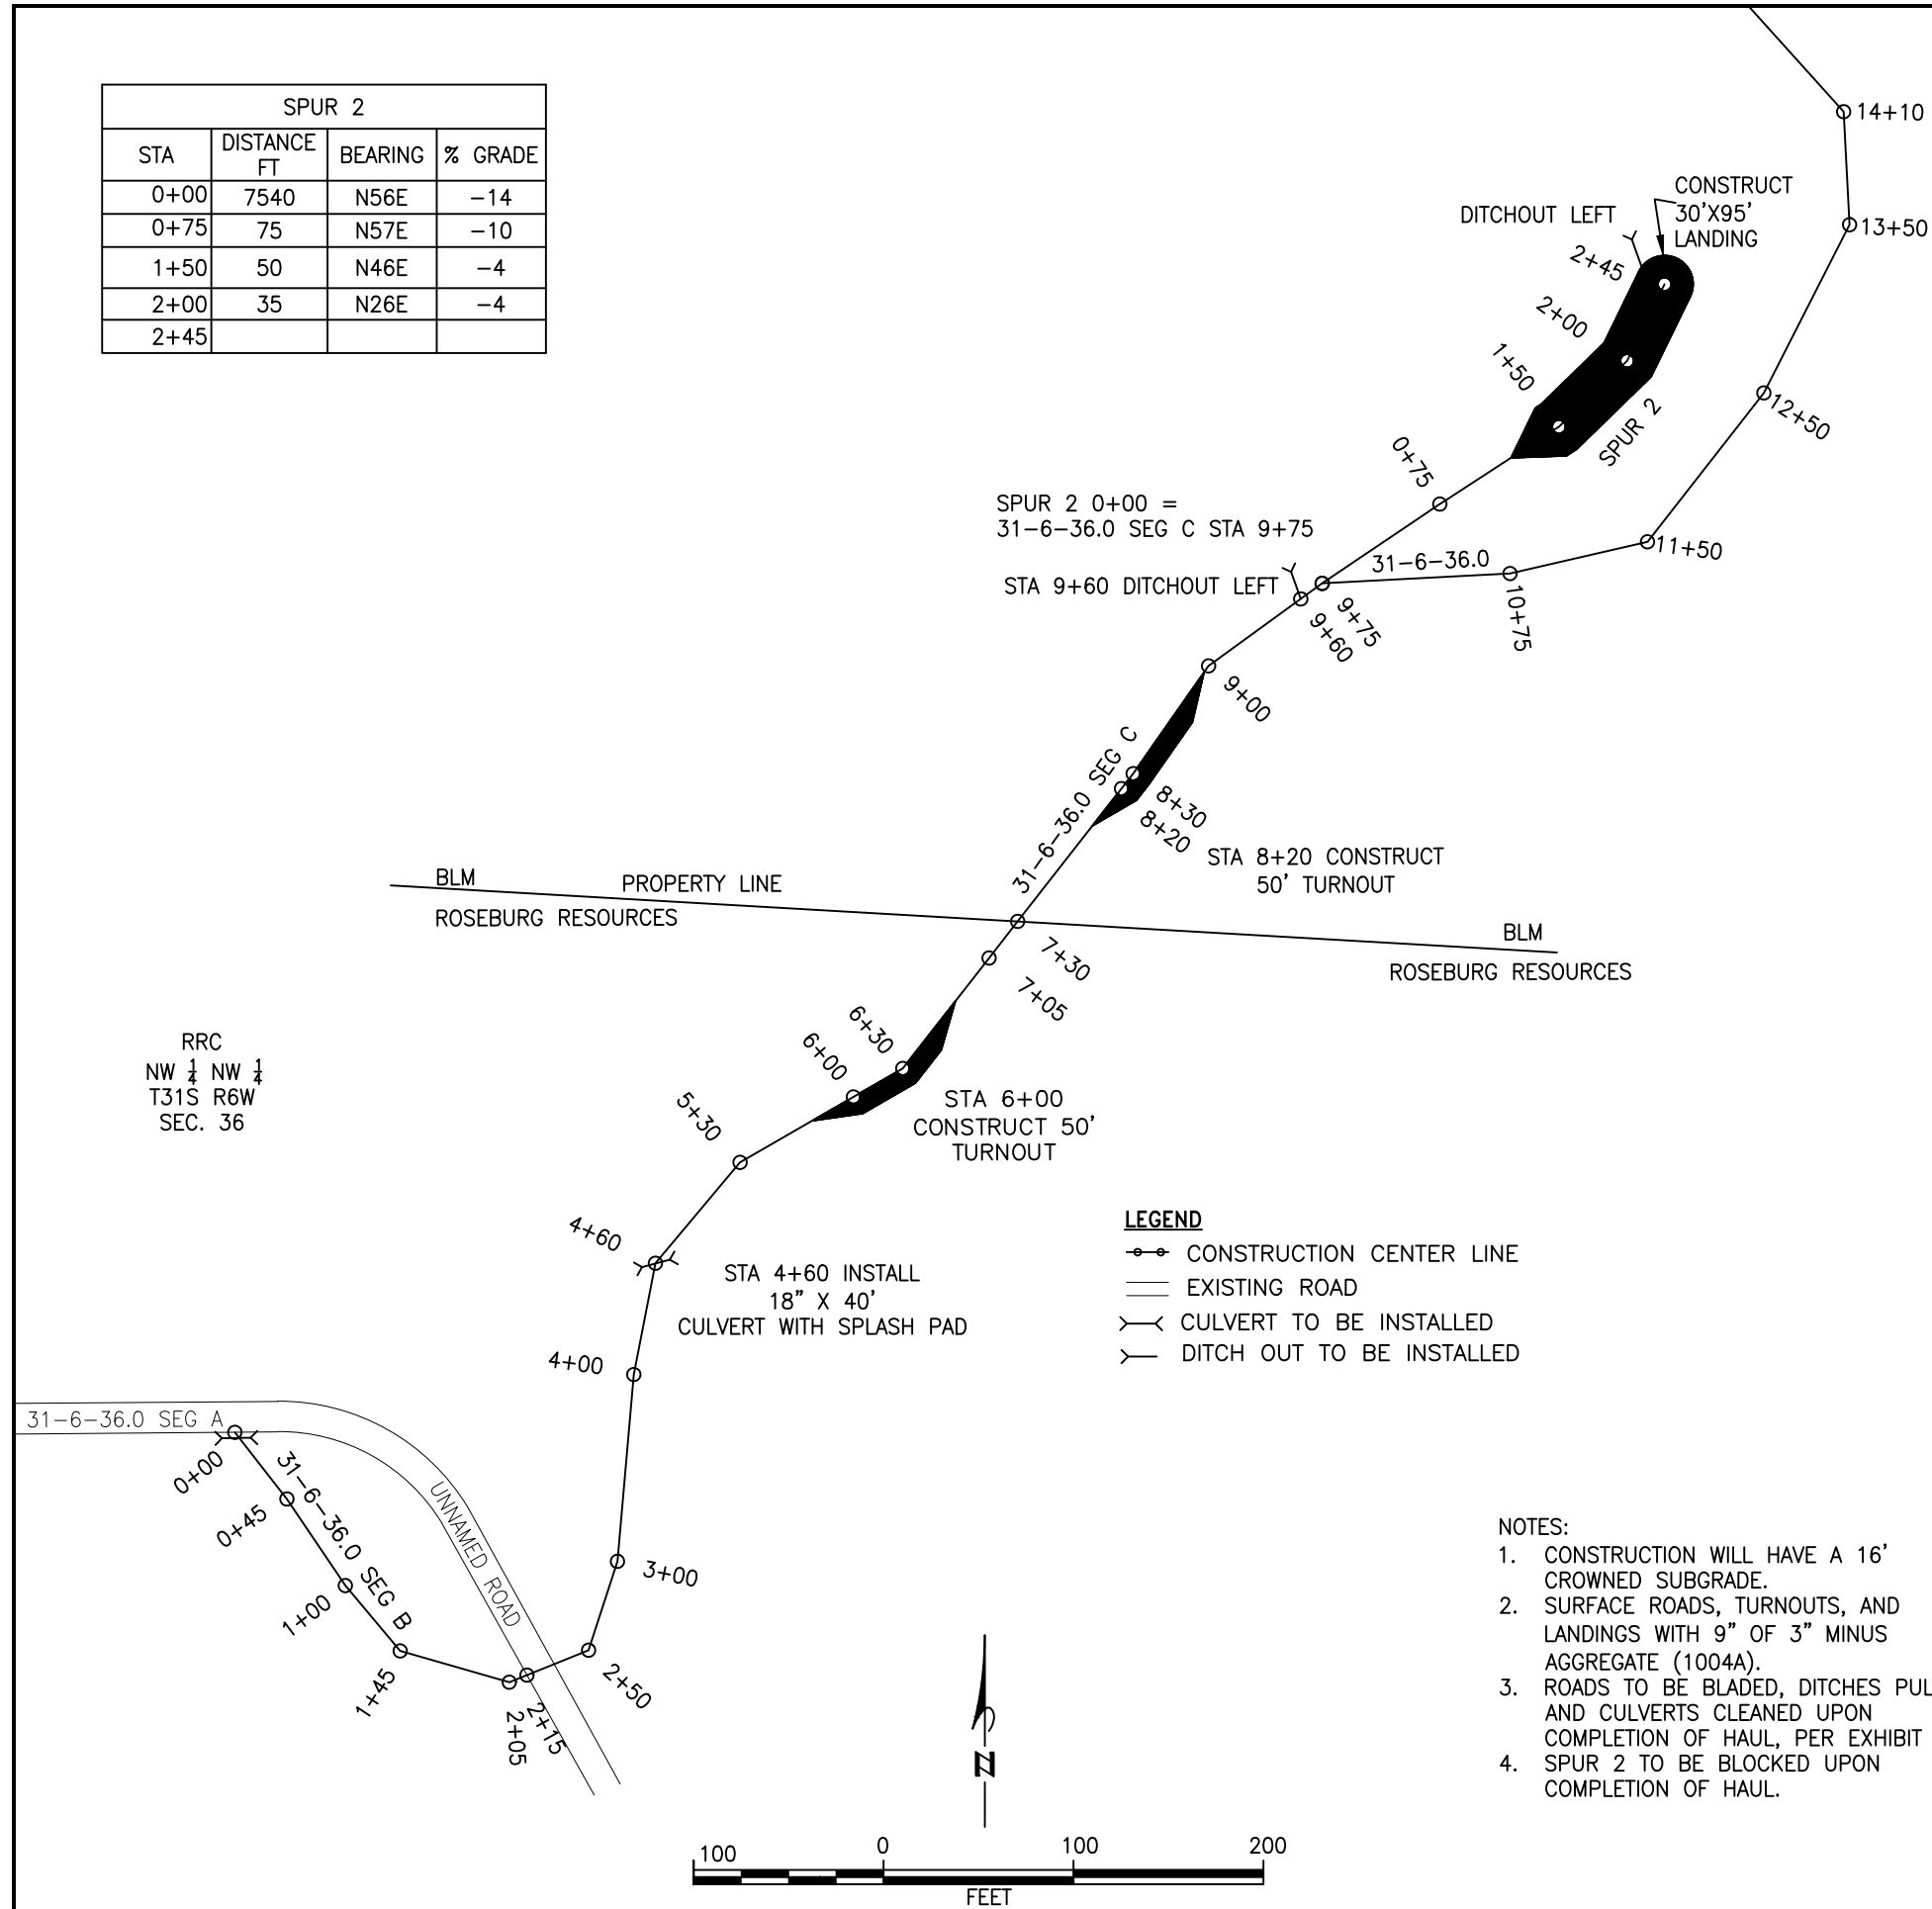 SPUR 2
STA DISTANCE FT BEARING % GRADE
0+00 7540 N56E -14
0+75 75 N57E -10
1+50 50 N46E -4
2+00 35 N26E -4
2+45
14+10
CONSTRUCT
30'X95'
LANDING
DITCHOUT LEFT
13+50
2+45
2+00
1+50
SPUR 2
12+50
0+75
SPUR 2 0+00 =
31-6-36.0 SEG C STA 9+75
11+50
31-6-36.0
STA 9+60 DITCHOUT LEFT
10+75
9+75
9+60
9+00
31-6-36.0 SEG C
8+30
8+20
STA 8+20 CONSTRUCT
50' TURNOUT
BLM
PROPERTY LINE
ROSEBURG RESOURCES
BLM
ROSEBURG RESOURCES
7+30
7+05
6+30
6+00
STA 6+00
CONSTRUCT 50'
TURNOUT
RRC
NW 1/4 NW 1/4
T31S R6W
SEC. 36
5+30
4+60
STA 4+60 INSTALL
18" X 40'
CULVERT WITH SPLASH PAD
LEGEND
CONSTRUCTION CENTER LINE
EXISTING ROAD
CULVERT TO BE INSTALLED
DITCH OUT TO BE INSTALLED
4+00
31-6-36.0 SEG A
0+00
31-6-36.0 SEG B
0+45
UNNAMED ROAD
1+00
3+00
1+45
2+50
2+05
2+15
N
NOTES:
1. CONSTRUCTION WILL HAVE A 16'
CROWNED SUBGRADE.
2. SURFACE ROADS, TURNOUTS, AND
LANDINGS WITH 9" OF 3" MINUS
AGGREGATE (1004A).
3. ROADS TO BE BLADED, DITCHES PUL
AND CULVERTS CLEANED UPON
COMPLETION OF HAUL, PER EXHIBIT
4. SPUR 2 TO BE BLOCKED UPON
COMPLETION OF HAUL.
100 0 100 200
FEET